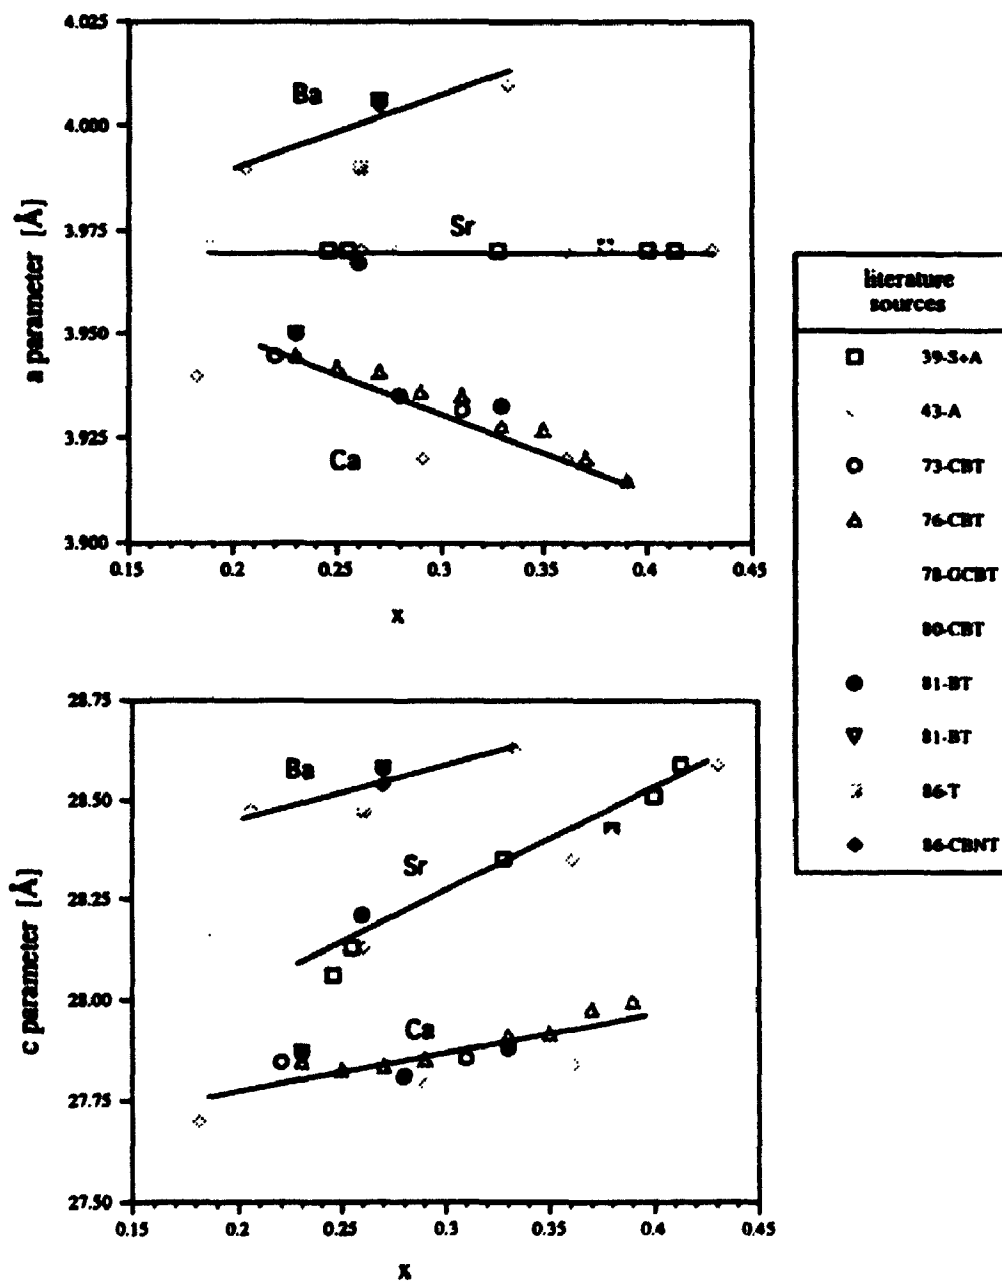 4.025
4.000
3.975
3.950
3.925
3.900
a parameter [Å]
Ba
Sr
Ca
0.15 0.2 0.25 0.3 0.35 0.4 0.45
x
literature
sources
39-S+A
43-A
73-CBT
76-CBT
78-GCBT
80-CBT
81-BT
81-BT
86-T
86-CBNT
28.75
28.50
28.25
28.00
27.75
27.50
c parameter [Å]
Ba
Sr
Ca
0.15 0.2 0.25 0.3 0.35 0.4 0.45
x